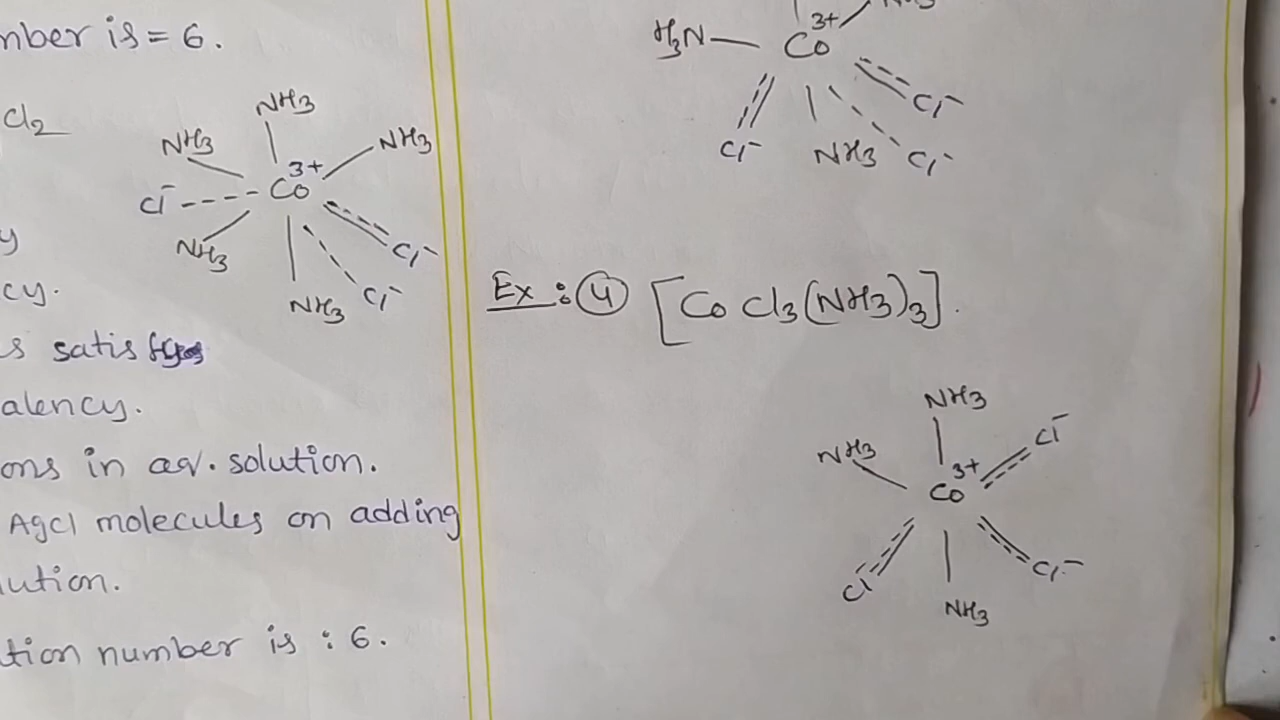 is = 6.
Cl2
NH3
NH3
NH3
3+
Cl- Co
NH3
Cl-
NH3
Cl-
cy.
satisfys
alency.
ons in aq. solution.
AgCl molecules on adding
ution.
tion number is : 6.
3+
H3N Co
Cl-
Cl- NH3 Cl-
Ex :④ [Co Cl3(NH3)3].
NH3
Cl-
NH3
3+
Co
Cl-
Cl
NH3